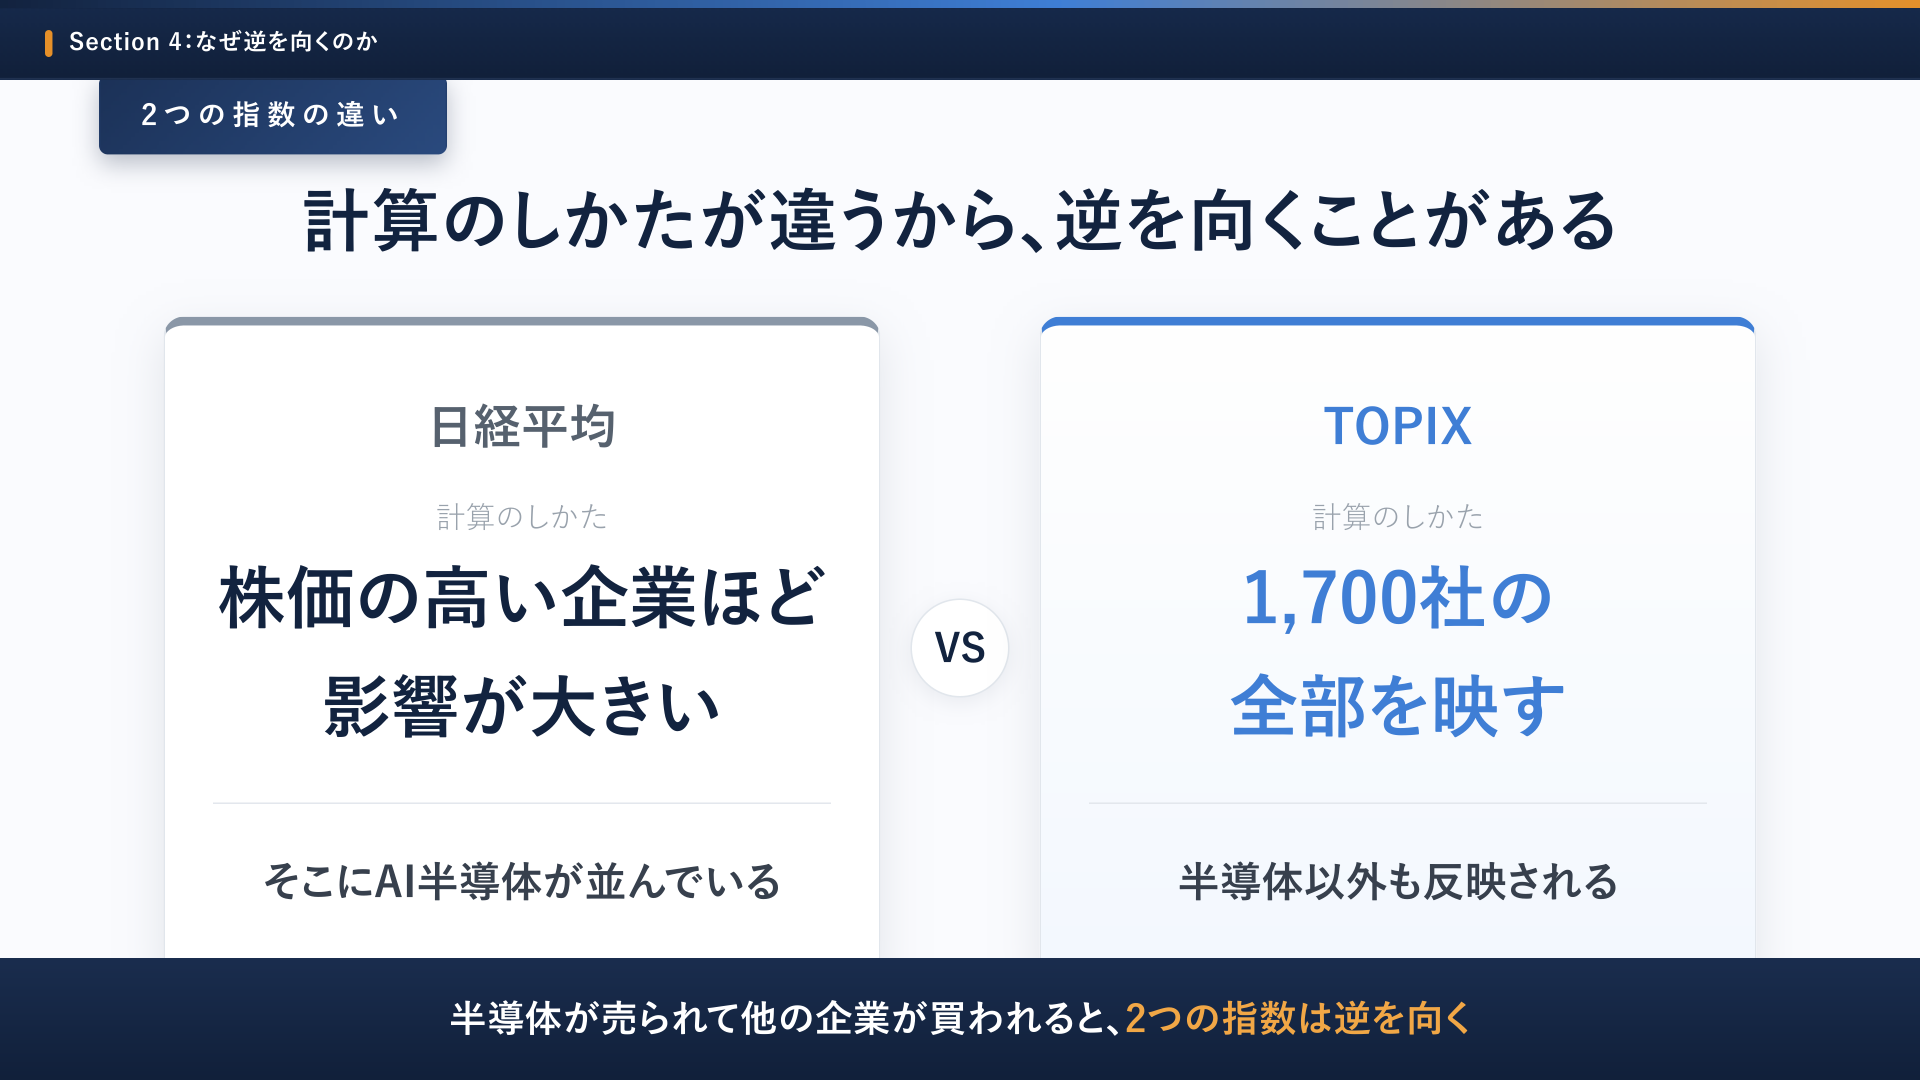 Section 4：なぜ逆を向くのか
2つの指数の違い
計算のしかたが違うから、逆を向くことがある
日経平均
計算のしかた
株価の高い企業ほど
影響が大きい
そこにAI半導体が並んでいる
VS
TOPIX
計算のしかた
1,700社の
全部を映す
半導体以外も反映される
半導体が売られて他の企業が買われると、2つの指数は逆を向く